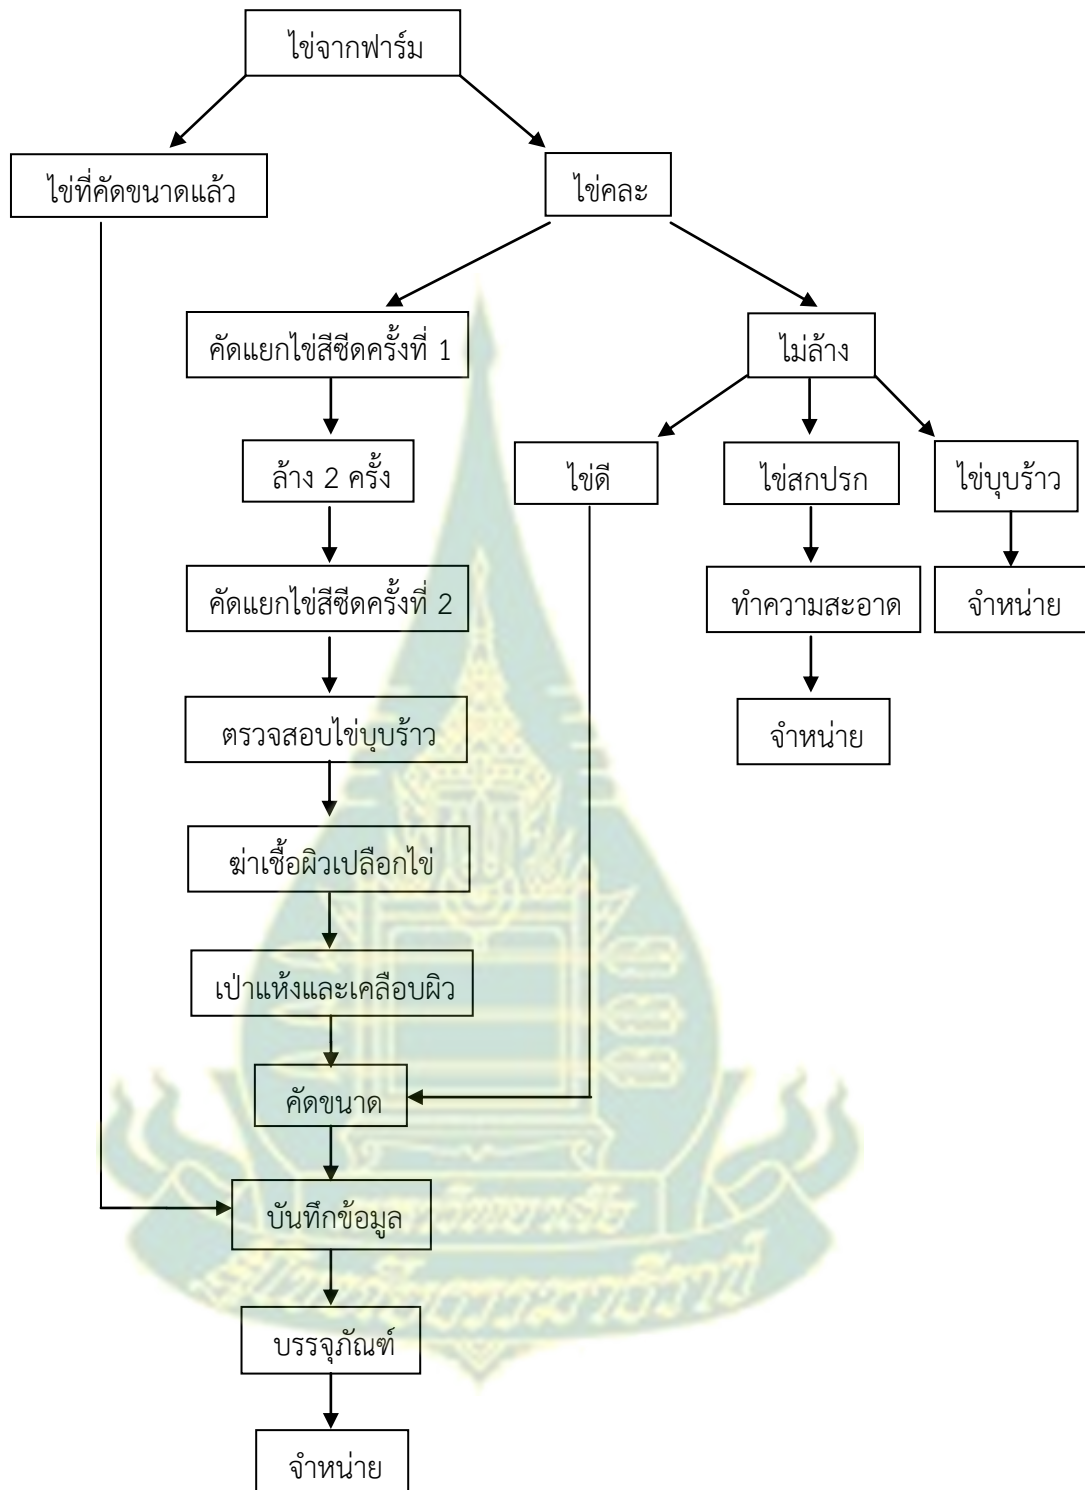 ไข่จากฟาร์ม
ไข่ที่คัดขนาดแล้ว
ไข่คละ
คัดแยกไข่สีซีดครั้งที่ 1
ไม่ล้าง
ล้าง 2 ครั้ง
ไข่ดี
ไข่สกปรก
ไข่บุบร้าว
คัดแยกไข่สีซีดครั้งที่ 2
ทำความสะอาด
จำหน่าย
ตรวจสอบไข่บุบร้าว
จำหน่าย
ฆ่าเชื้อผิวเปลือกไข่
เป่าแห้งและเคลือบผิว
คัดขนาด
บันทึกข้อมูล
บรรจุภัณฑ์
จำหน่าย